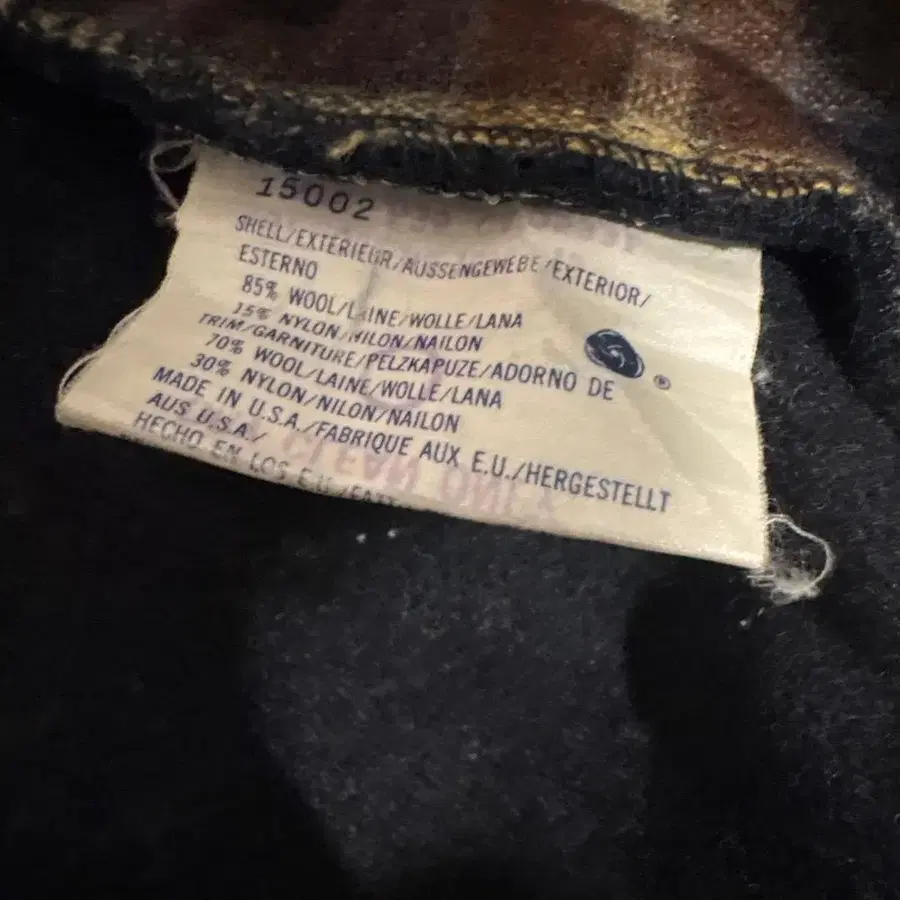 15002
SHELL/EXTERIEUR/AUSSENGEWEBE/EXTERIOR/
ESTERNO
85% WOOL/LAINE/WOLLE/LANA
15% NYLON/NILON/NAILON
TRIM/GARNITURE/PELZKAPUZE/ADORNO DE
70% WOOL/LAINE/WOLLE/LANA
30% NYLON/NILON/NAILON
MADE IN U.S.A./FABRIQUE AUX E.U./HERGESTELLT
AUS U.S.A./
HECHO EN LOS E.U./
CLEAN ONLY